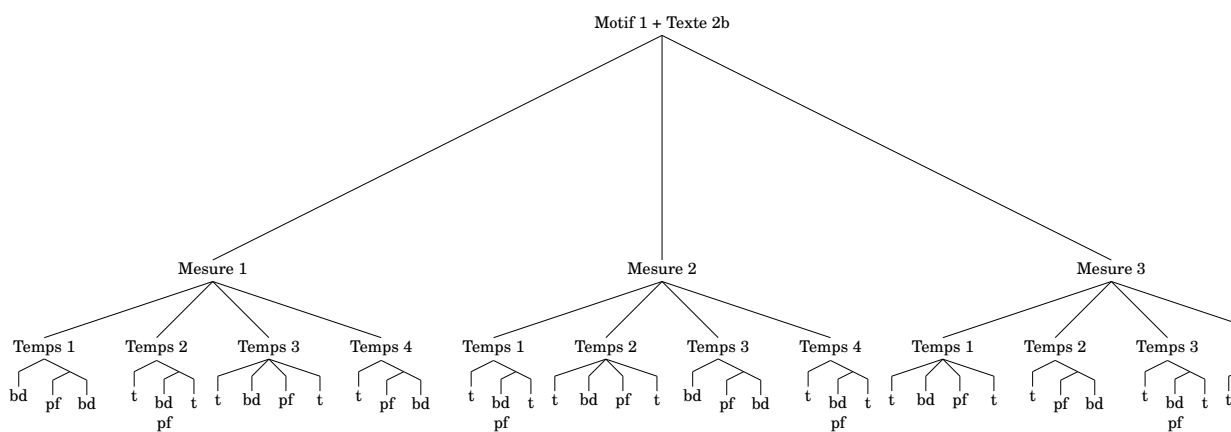 Motif 1 + Texte 2b
Mesure 1 Mesure 2 Mesure 3
Temps 1 Temps 2 Temps 3 Temps 4 Temps 1 Temps 2 Temps 3 Temps 4 Temps 1 Temps 2 Temps 3
bd pf bd t bd t t bd pf t t pf bd t bd t t bd pf t bd pf bd t bd t t bd pf t t pf bd t bd t t
pf pf pf pf